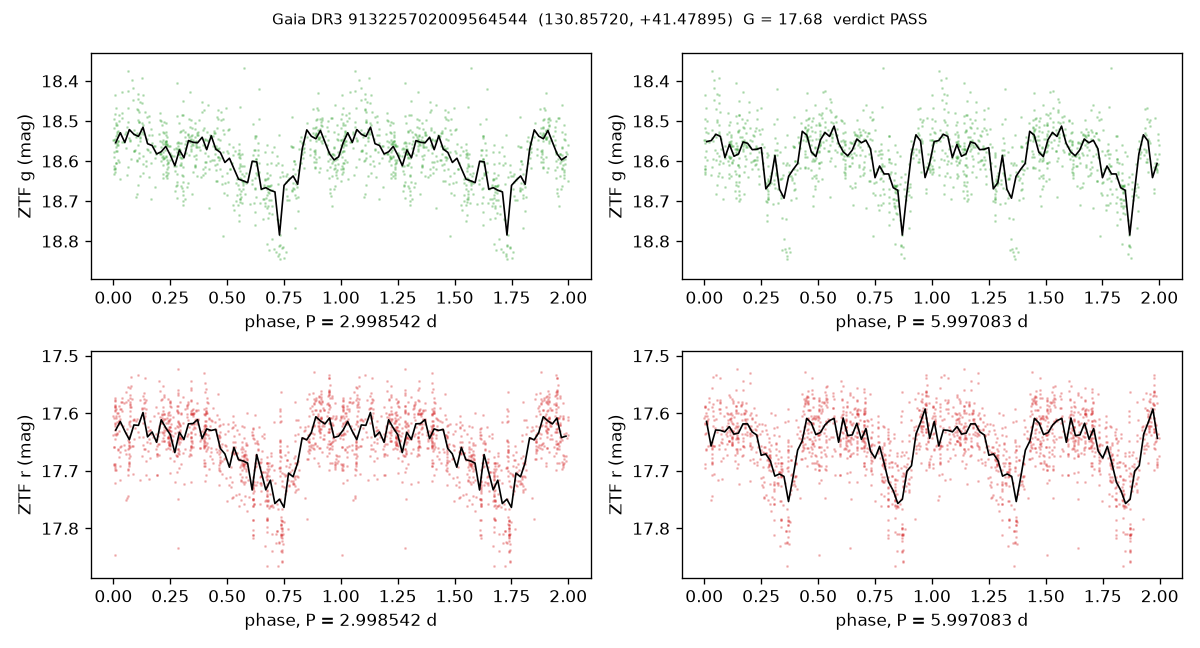 Gaia DR3 913225702009564544 (130.85720, +41.47895) G = 17.68 verdict PASS
ZTF g (mag)
18.4
18.5
18.6
18.7
18.8
0.00 0.25 0.50 0.75 1.00 1.25 1.50 1.75 2.00
phase, P = 2.998542 d
ZTF g (mag)
18.4
18.5
18.6
18.7
18.8
0.00 0.25 0.50 0.75 1.00 1.25 1.50 1.75 2.00
phase, P = 5.997083 d
ZTF r (mag)
17.5
17.6
17.7
17.8
0.00 0.25 0.50 0.75 1.00 1.25 1.50 1.75 2.00
phase, P = 2.998542 d
ZTF r (mag)
17.5
17.6
17.7
17.8
0.00 0.25 0.50 0.75 1.00 1.25 1.50 1.75 2.00
phase, P = 5.997083 d